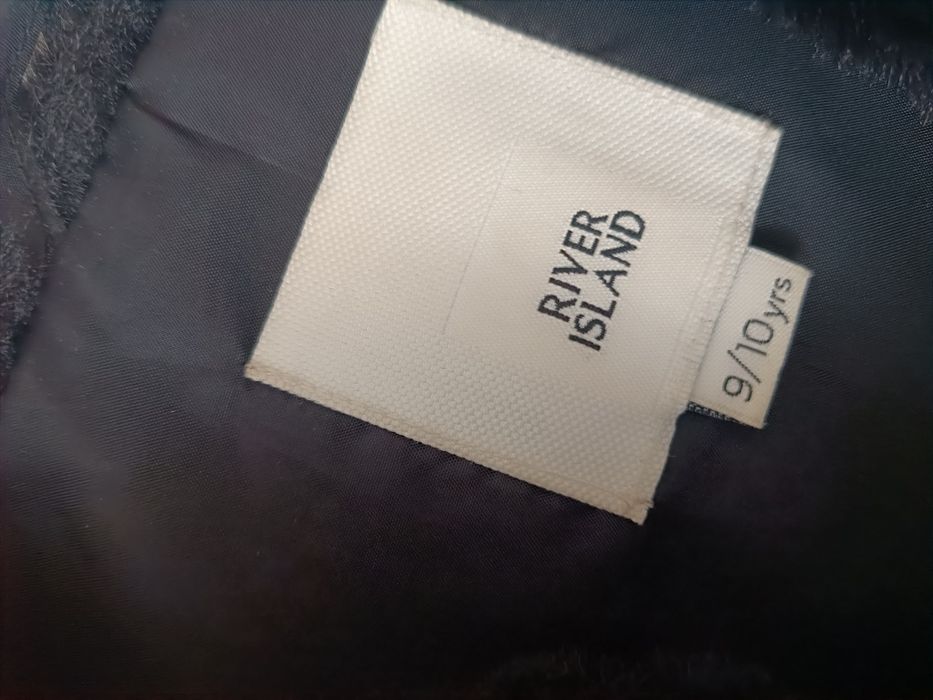 RIVER
ISLAND
9/10yrs